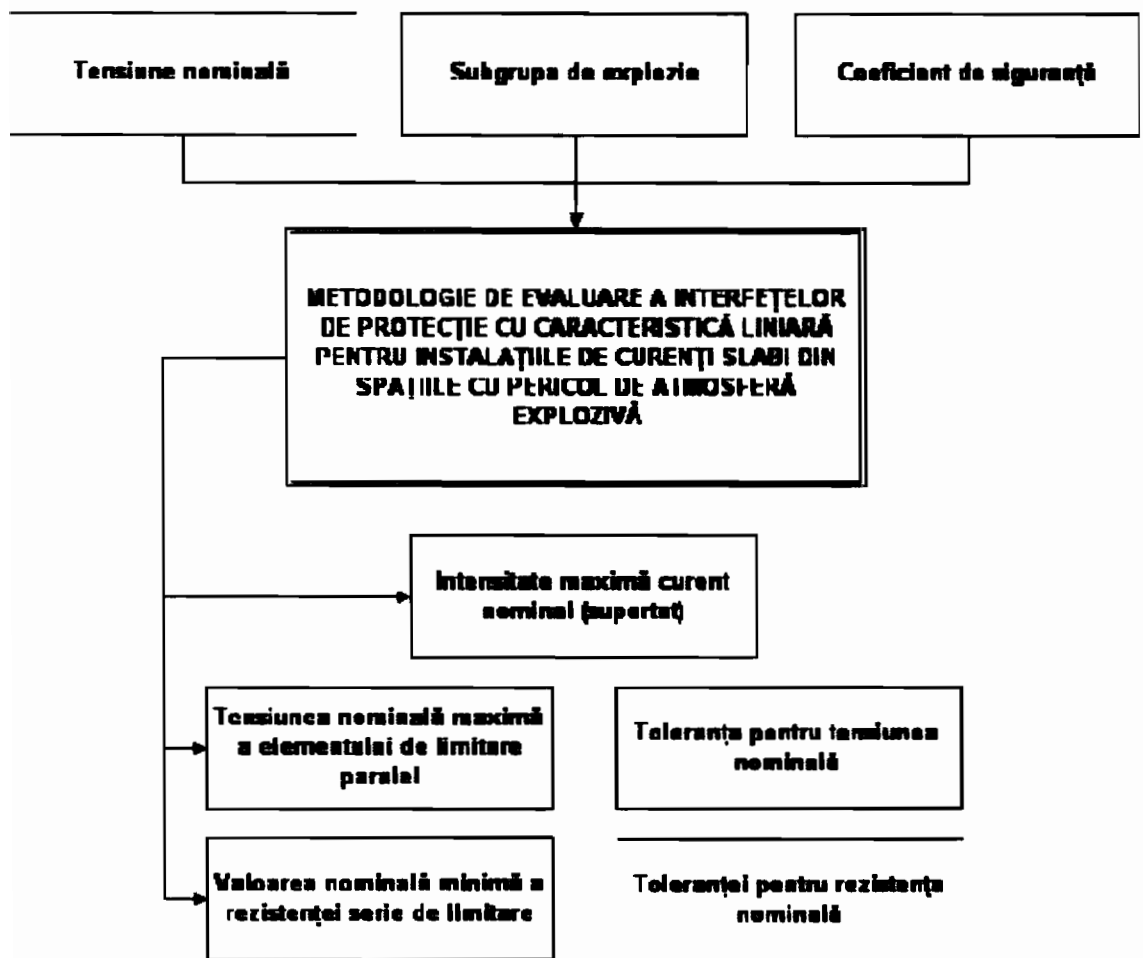 Tensiune nominală
Subgrupa de explozie
Coeficient de siguranță
METODOLOGIE DE EVALUARE A INTERFEȚELOR
DE PROTECȚIE CU CARACTERISTICĂ LINIARĂ
PENTRU INSTALAȚIILE DE CURENȚI SLABI DIN
SPAȚIILE CU PERICOL DE ATMOSFERĂ
EXPLOZIVĂ
Intensitate maximă curent
nominal (suportat)
Tensiunea nominală maximă
a elementului de limitare
paralel
Toleranța pentru tensiunea
nominală
Valoarea nominală minimă a
rezistenței serie de limitare
Toleranței pentru rezistența
nominală